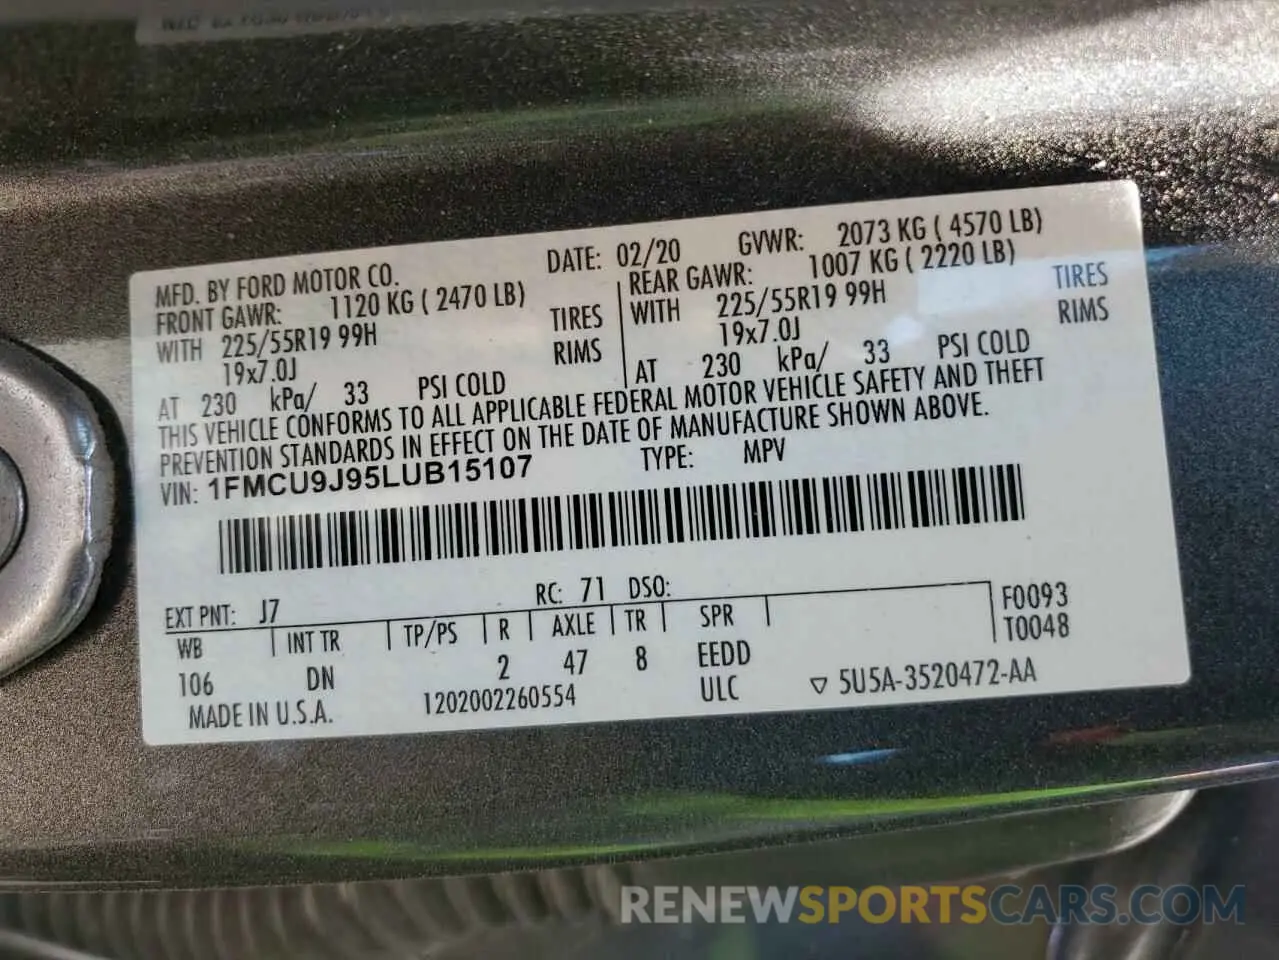 MFD. BY FORD MOTOR CO. DATE: 02/20 GVWR: 2073 KG ( 4570 LB)
FRONT GAWR: 1120 KG ( 2470 LB) REAR GAWR: 1007 KG ( 2220 LB)
WITH 225/55R19 99H TIRES WITH 225/55R19 99H TIRES
19x7.0J RIMS 19x7.0J RIMS
AT 230 kPa/ 33 PSI COLD AT 230 kPa/ 33 PSI COLD
THIS VEHICLE CONFORMS TO ALL APPLICABLE FEDERAL MOTOR VEHICLE SAFETY AND THEFT
PREVENTION STANDARDS IN EFFECT ON THE DATE OF MANUFACTURE SHOWN ABOVE.
VIN: 1FMCU9J95LUB15107 TYPE: MPV
EXT PNT: J7 RC: 71 DSO:
WB INT TR TP/PS R AXLE TR SPR F0093
106 DN 2 47 8 EEDD T0048
MADE IN U.S.A. 1202002260554 ULC ▽ 5U5A-3520472-AA
RENEWSPORTSCARS.COM